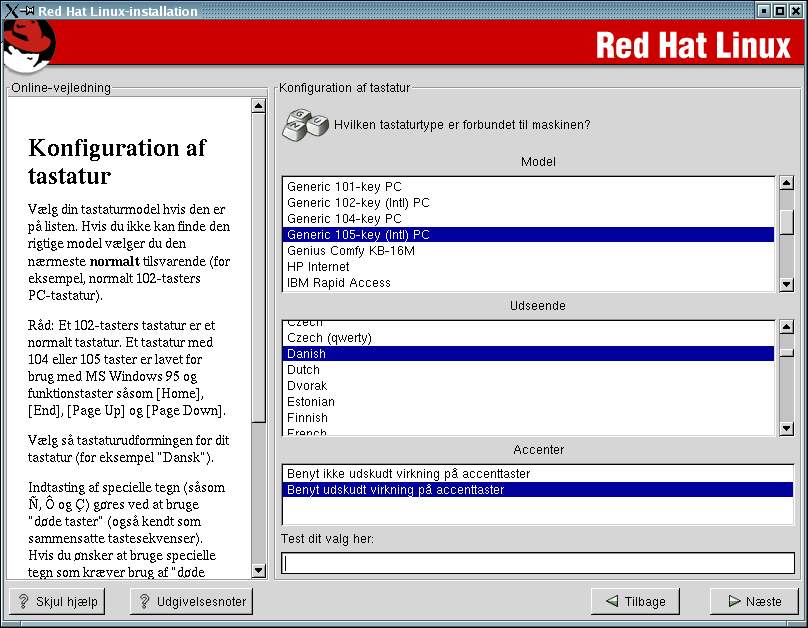 Red Hat Linux-installation
Red Hat Linux
Online-vejledning
Konfiguration af
tastatur
Vælg din tastaturmodel hvis den er
på listen. Hvis du ikke kan finde den
rigtige model vælger du den
nærmeste normalt tilsvarende (for
eksempel, normalt 102-tasters
PC-tastatur).
Råd: Et 102-tasters tastatur er et
normalt tastatur. Et tastatur med
104 eller 105 taster er lavet for
brug med MS Windows 95 og
funktionstaster såsom [Home],
[End], [Page Up] og [Page Down].
Vælg så tastaturudformingen for dit
tastatur (for eksempel "Dansk").
Indtasting af specielle tegn (såsom
Ñ, Ô og Ç) gøres ved at bruge
"døde taster" (også kendt som
sammensatte tastesekvenser).
Hvis du ønsker at bruge specielle
tegn som kræver brug af "døde
Konfiguration af tastatur
Hvilken tastaturtype er forbundet til maskinen?
Model
Generic 101-key PC
Generic 102-key (Intl) PC
Generic 104-key PC
Generic 105-key (Intl) PC
Genius Comfy KB-16M
HP Internet
IBM Rapid Access
Udseende
Czech
Czech (qwerty)
Danish
Dutch
Dvorak
Estonian
Finnish
French
Accenter
Benyt ikke udskudt virkning på accenttaster
Benyt udskudt virkning på accenttaster
Test dit valg her:
Skjul hjælp
Udgivelsesnoter
Tilbage
Næste